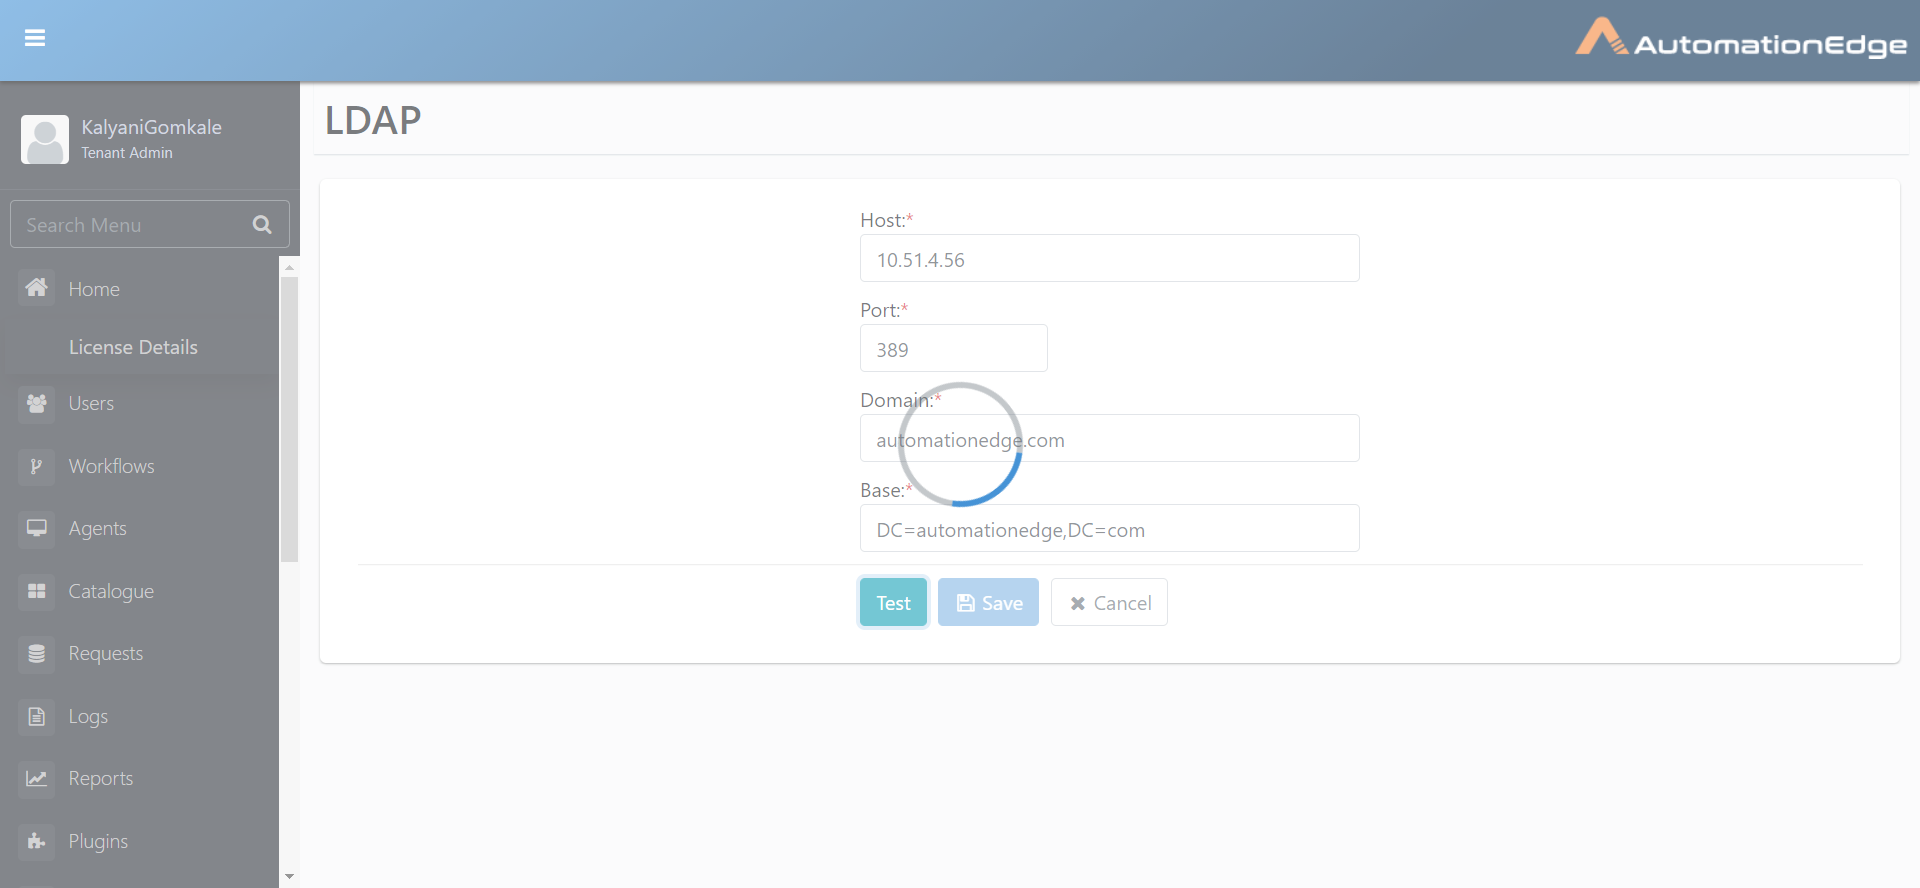 AutomationEdge
KalyaniGomkale
Tenant Admin
Search Menu
Home
License Details
Users
Workflows
Agents
Catalogue
Requests
Logs
Reports
Plugins
LDAP
Host:*
10.51.4.56
Port:*
389
Domain:*
automationedge.com
Base:*
DC=automationedge,DC=com
Test
Save
Cancel